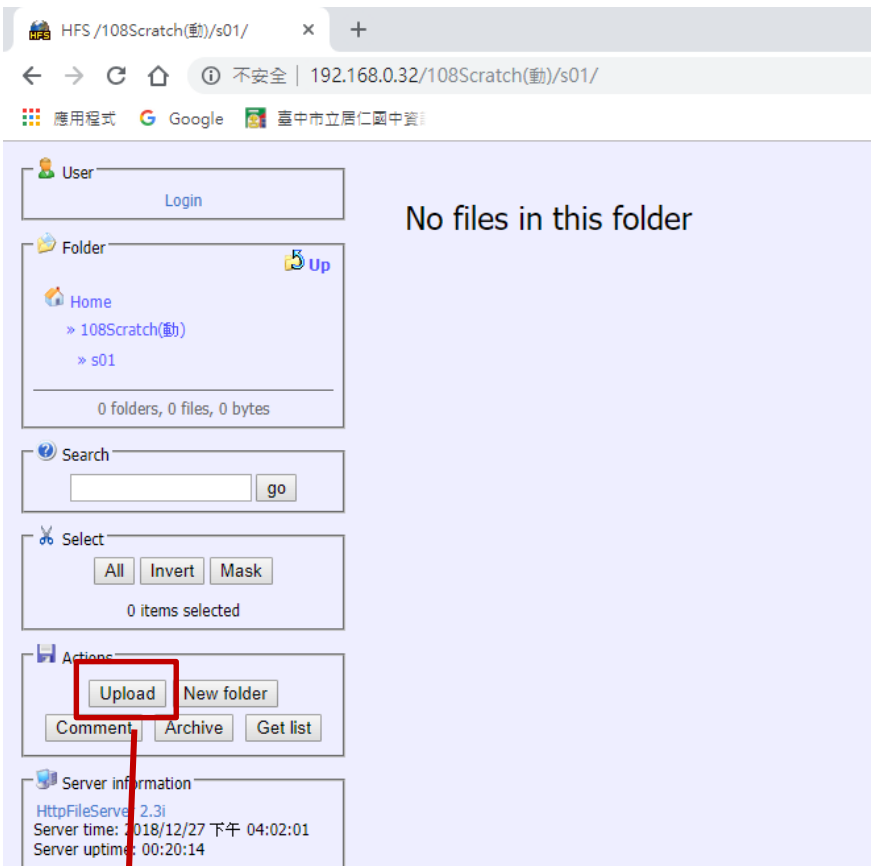 HFS /108Scratch(動)/s01/
不安全 | 192.168.0.32/108Scratch(動)/s01/
應用程式 Google 臺中市立居仁國中資
User
Login
No files in this folder
Folder
Up
Home
» 108Scratch(動)
» s01
0 folders, 0 files, 0 bytes
Search
go
Select
All Invert Mask
0 items selected
Actions
Upload New folder
Comment Archive Get list
Server information
HttpFileServer 2.3i
Server time: 2018/12/27 下午 04:02:01
Server uptime: 00:20:14